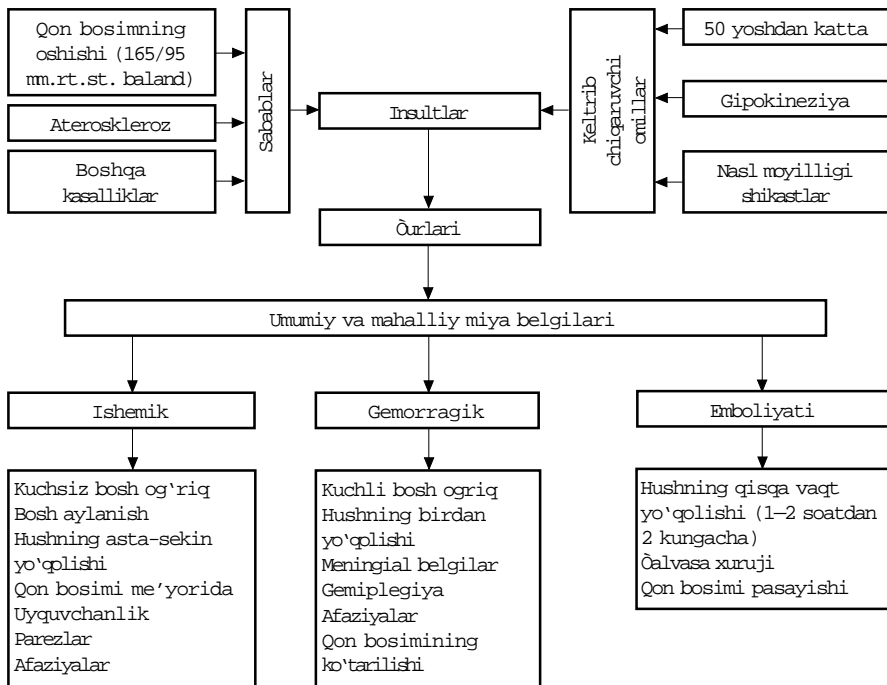 Qon bosimning
oshishi (165/95
mm.rt.st. baland)
Ateroskleroz
Boshqa
kasalliklar
Sabablar
Insultlar
Keltrib
chiqaruvchi
omillar
50 yoshdan katta
Gipokineziya
Nasl moyilligi
shikastlar
Òurlari
Umumiy va mahalliy miya belgilari
Ishemik
Gemorragik
Emboliyati
Kuchsiz bosh og‘riq
Bosh aylanish
Hushning asta-sekin
yo‘qolishi
Qon bosimi me’yorida
Uyquvchanlik
Parezlar
Afaziyalar
Kuchli bosh ogriq
Hushning birdan
yo‘qolishi
Meningial belgilar
Gemiplegiya
Afaziyalar
Qon bosimining
ko‘tarilishi
Hushning qisqa vaqt
yo‘qolishi (1—2 soatdan
2 kungacha)
Òalvasa xuruji
Qon bosimi pasayishi